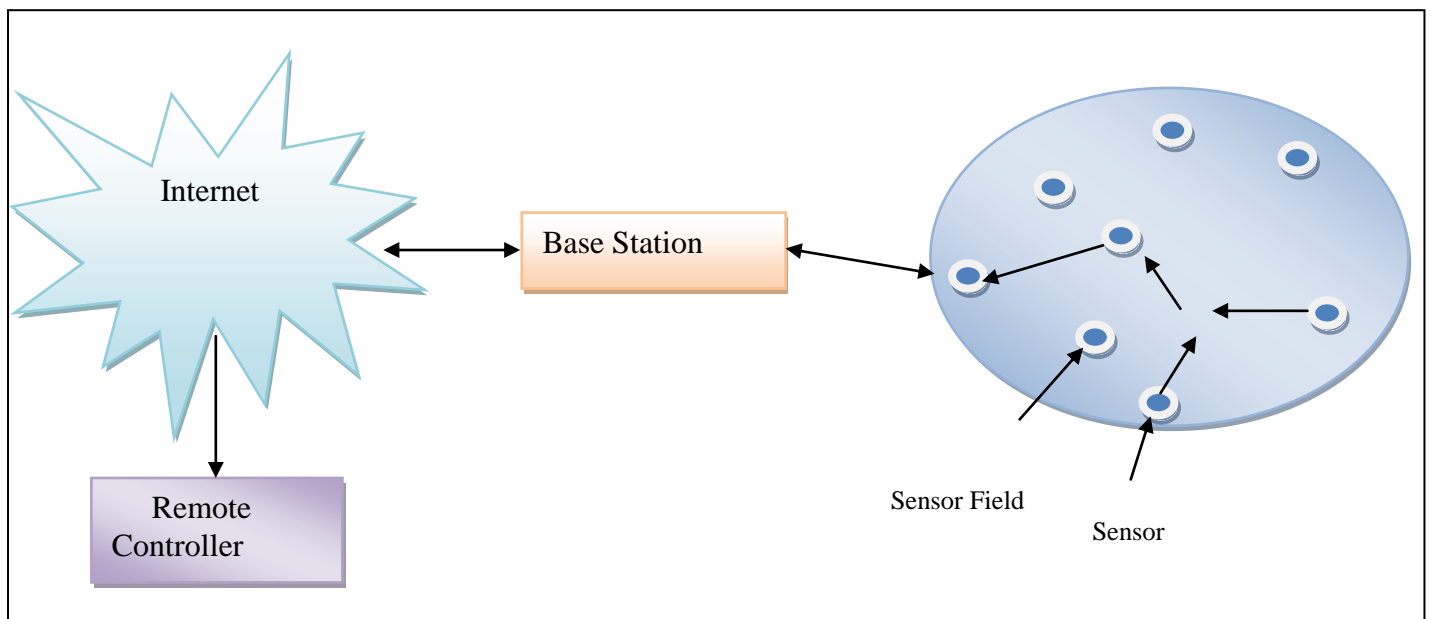 Internet
Base Station
Remote
Controller
Sensor Field
Sensor